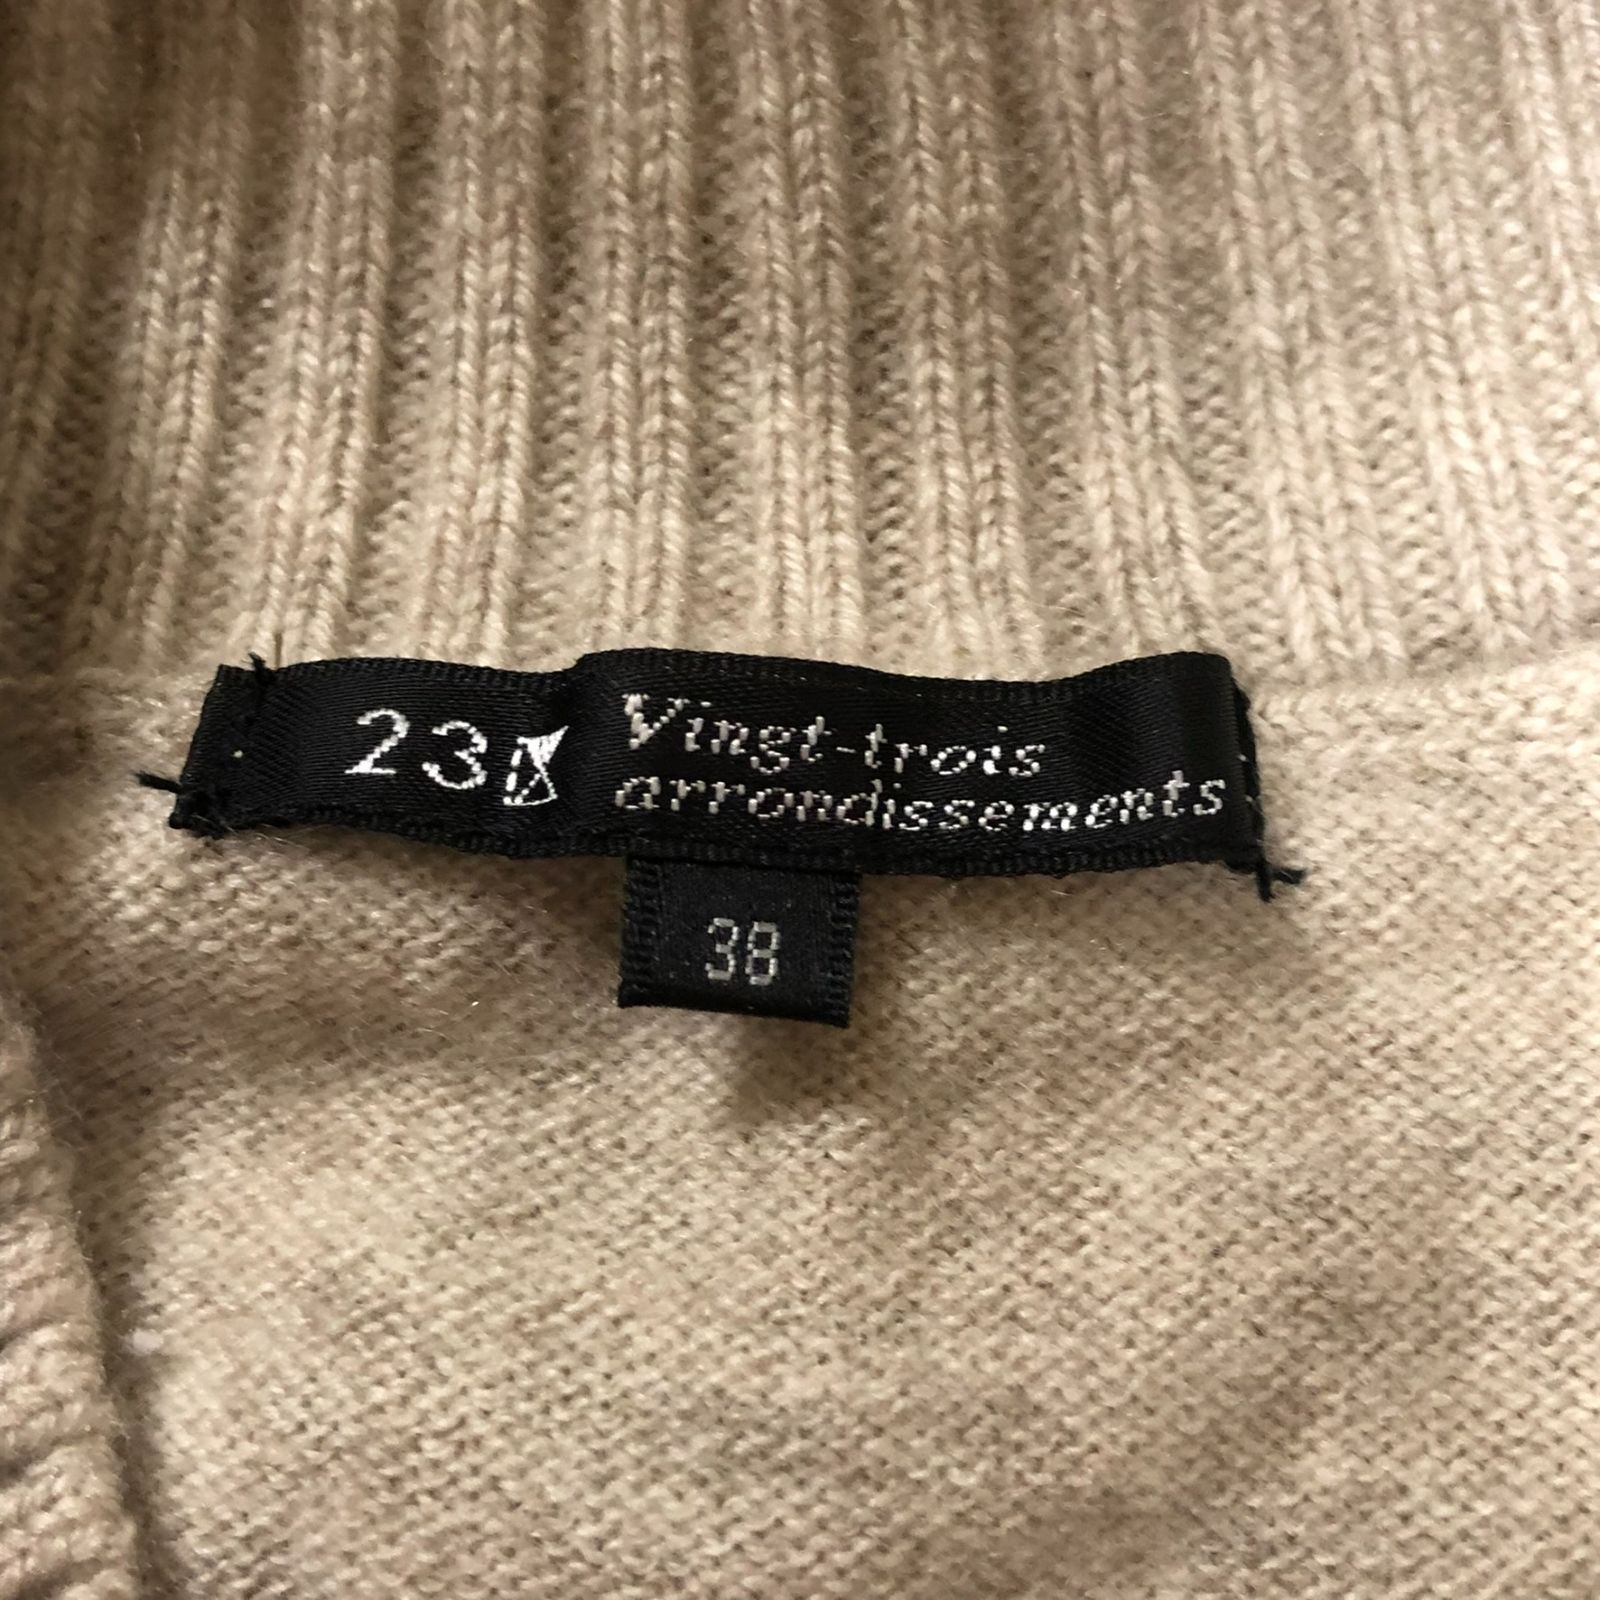 23
Vingt-trois
arrondissements
38